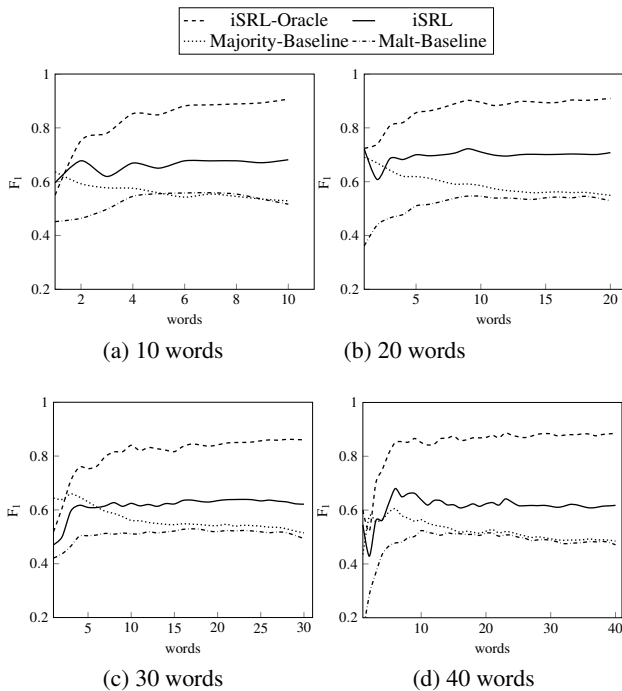 iSRL-Oracle iSRL
Majority-Baseline Malt-Baseline
1
0.8
0.6
0.4
0.2
F1
2 4 6 8 10
words
(a) 10 words
1
0.8
0.6
0.4
0.2
F1
5 10 15 20
words
(b) 20 words
1
0.8
0.6
0.4
0.2
F1
5 10 15 20 25 30
words
(c) 30 words
1
0.8
0.6
0.4
0.2
F1
10 20 30 40
words
(d) 40 words